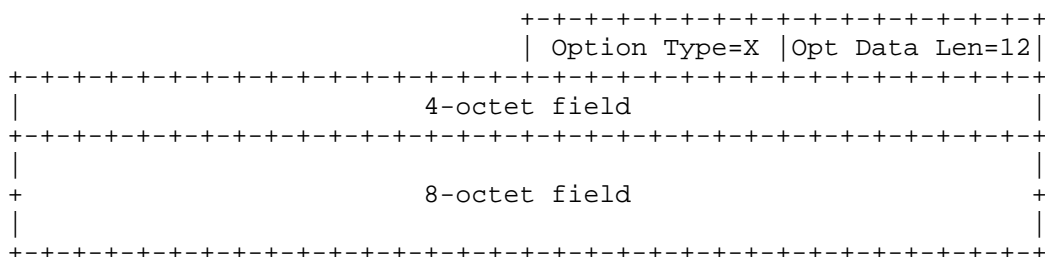 Option Type=X Opt Data Len=12
4-octet field
8-octet field